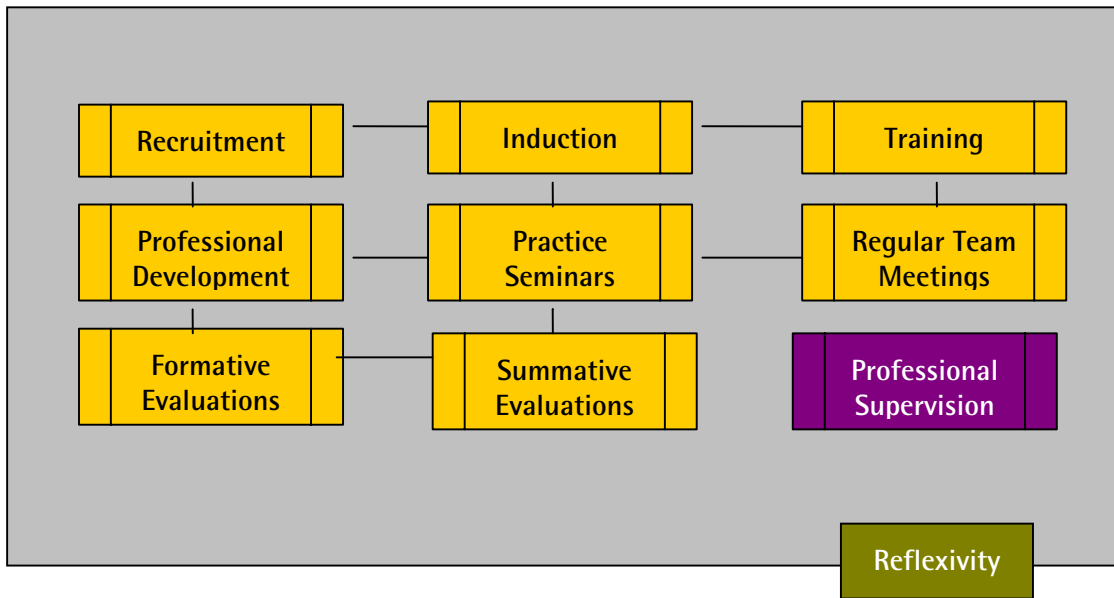 Recruitment
Induction
Training
Professional
Development
Practice
Seminars
Regular Team
Meetings
Formative
Evaluations
Summative
Evaluations
Professional
Supervision
Reflexivity